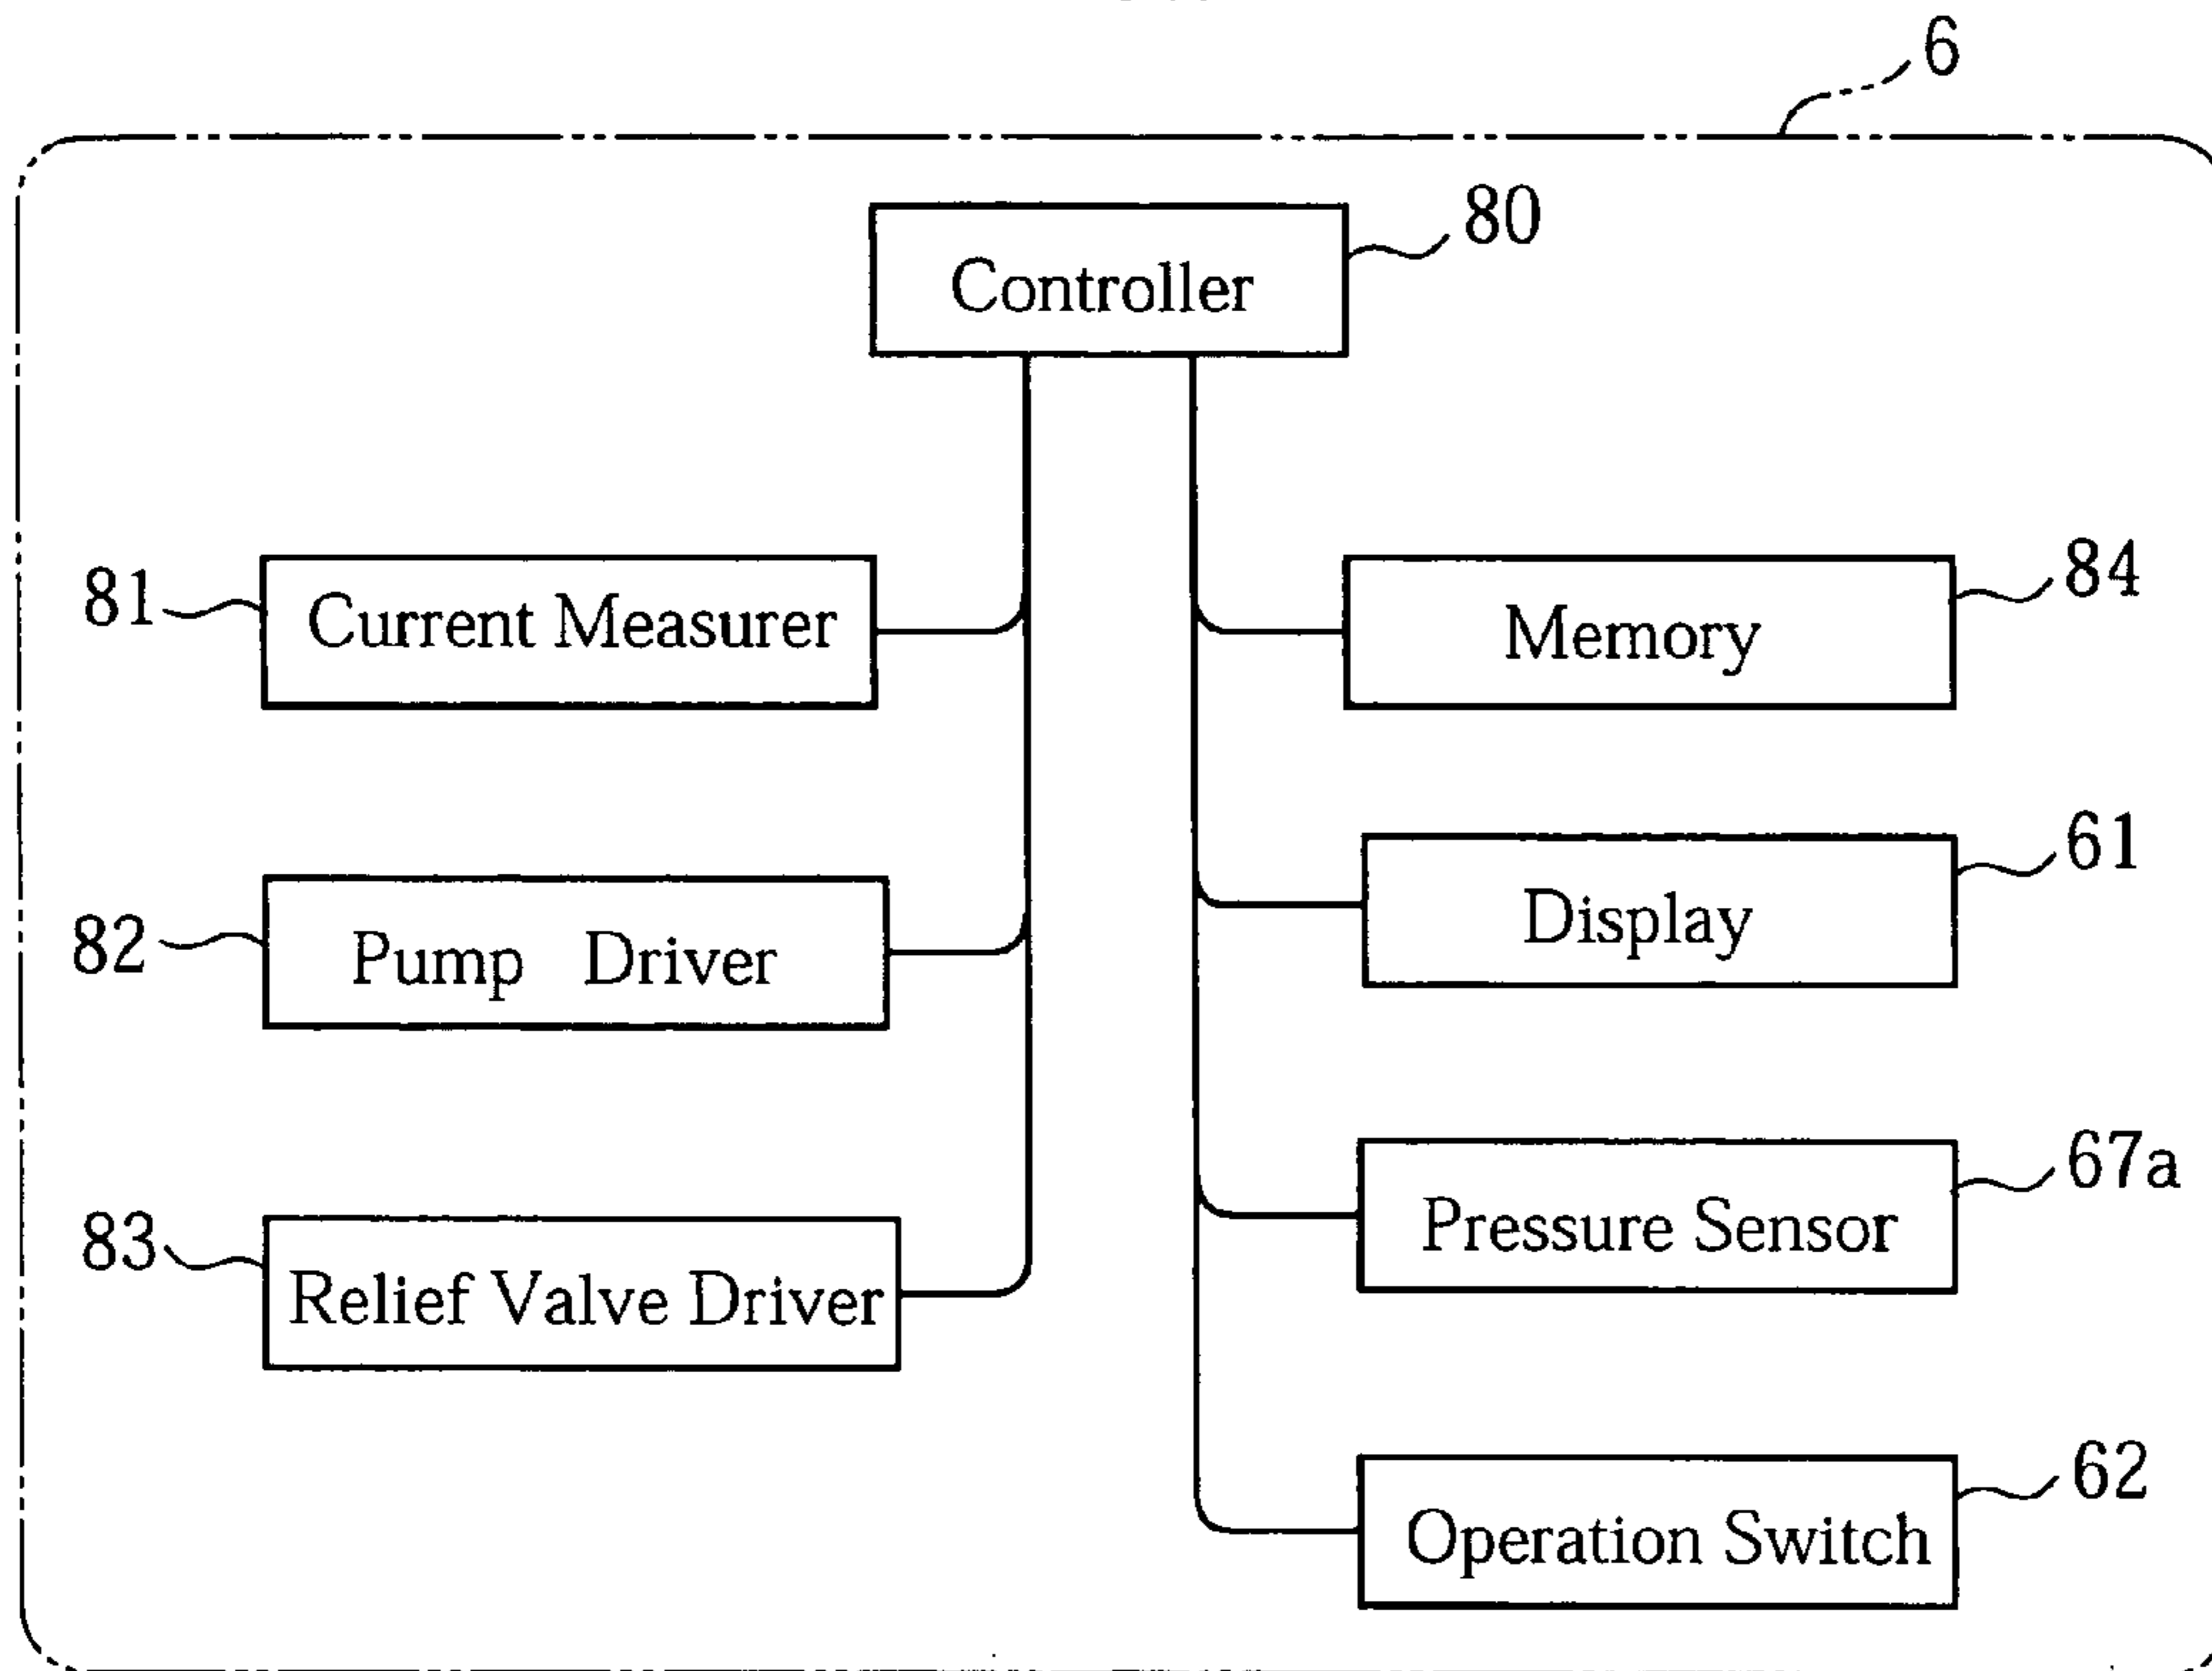 6
Controller
80
81
Current Measurer
Memory
84
82
Pump Driver
Display
61
83
Relief Valve Driver
Pressure Sensor
67a
Operation Switch
62